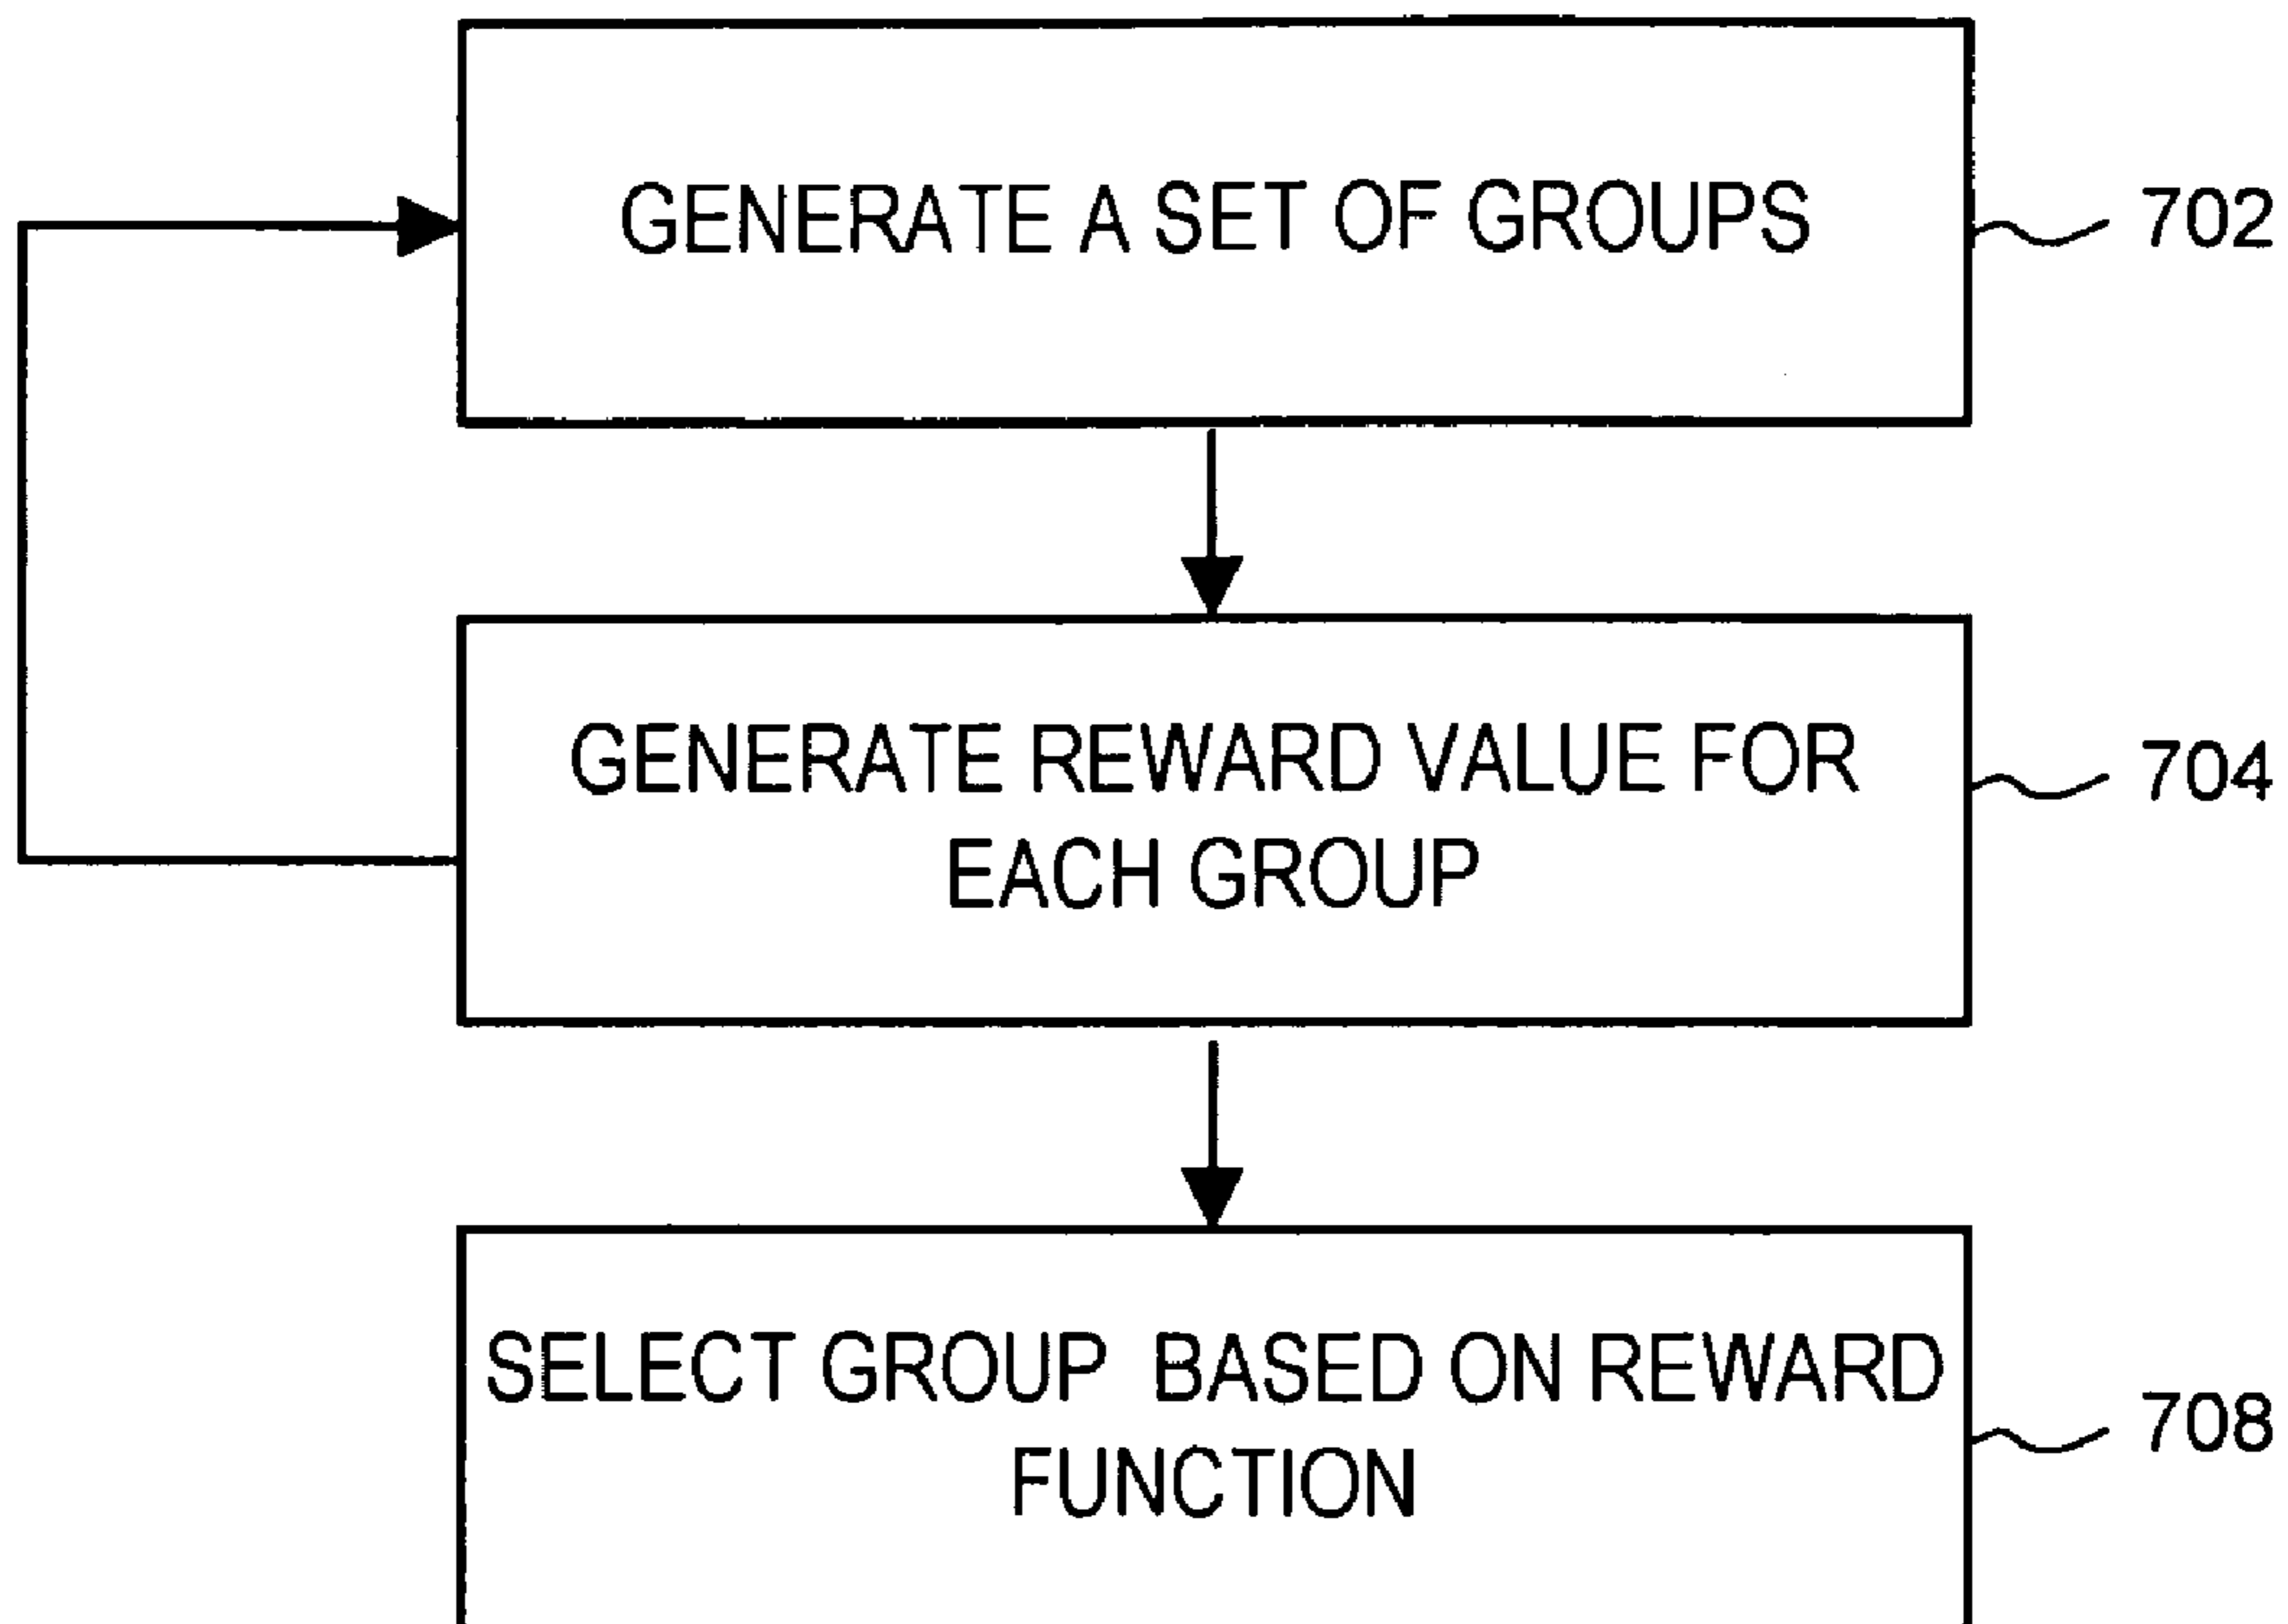 GENERATE A SET OF GROUPS
702
GENERATE REWARD VALUE FOR
EACH GROUP
704
SELECT GROUP BASED ON REWARD
FUNCTION
708